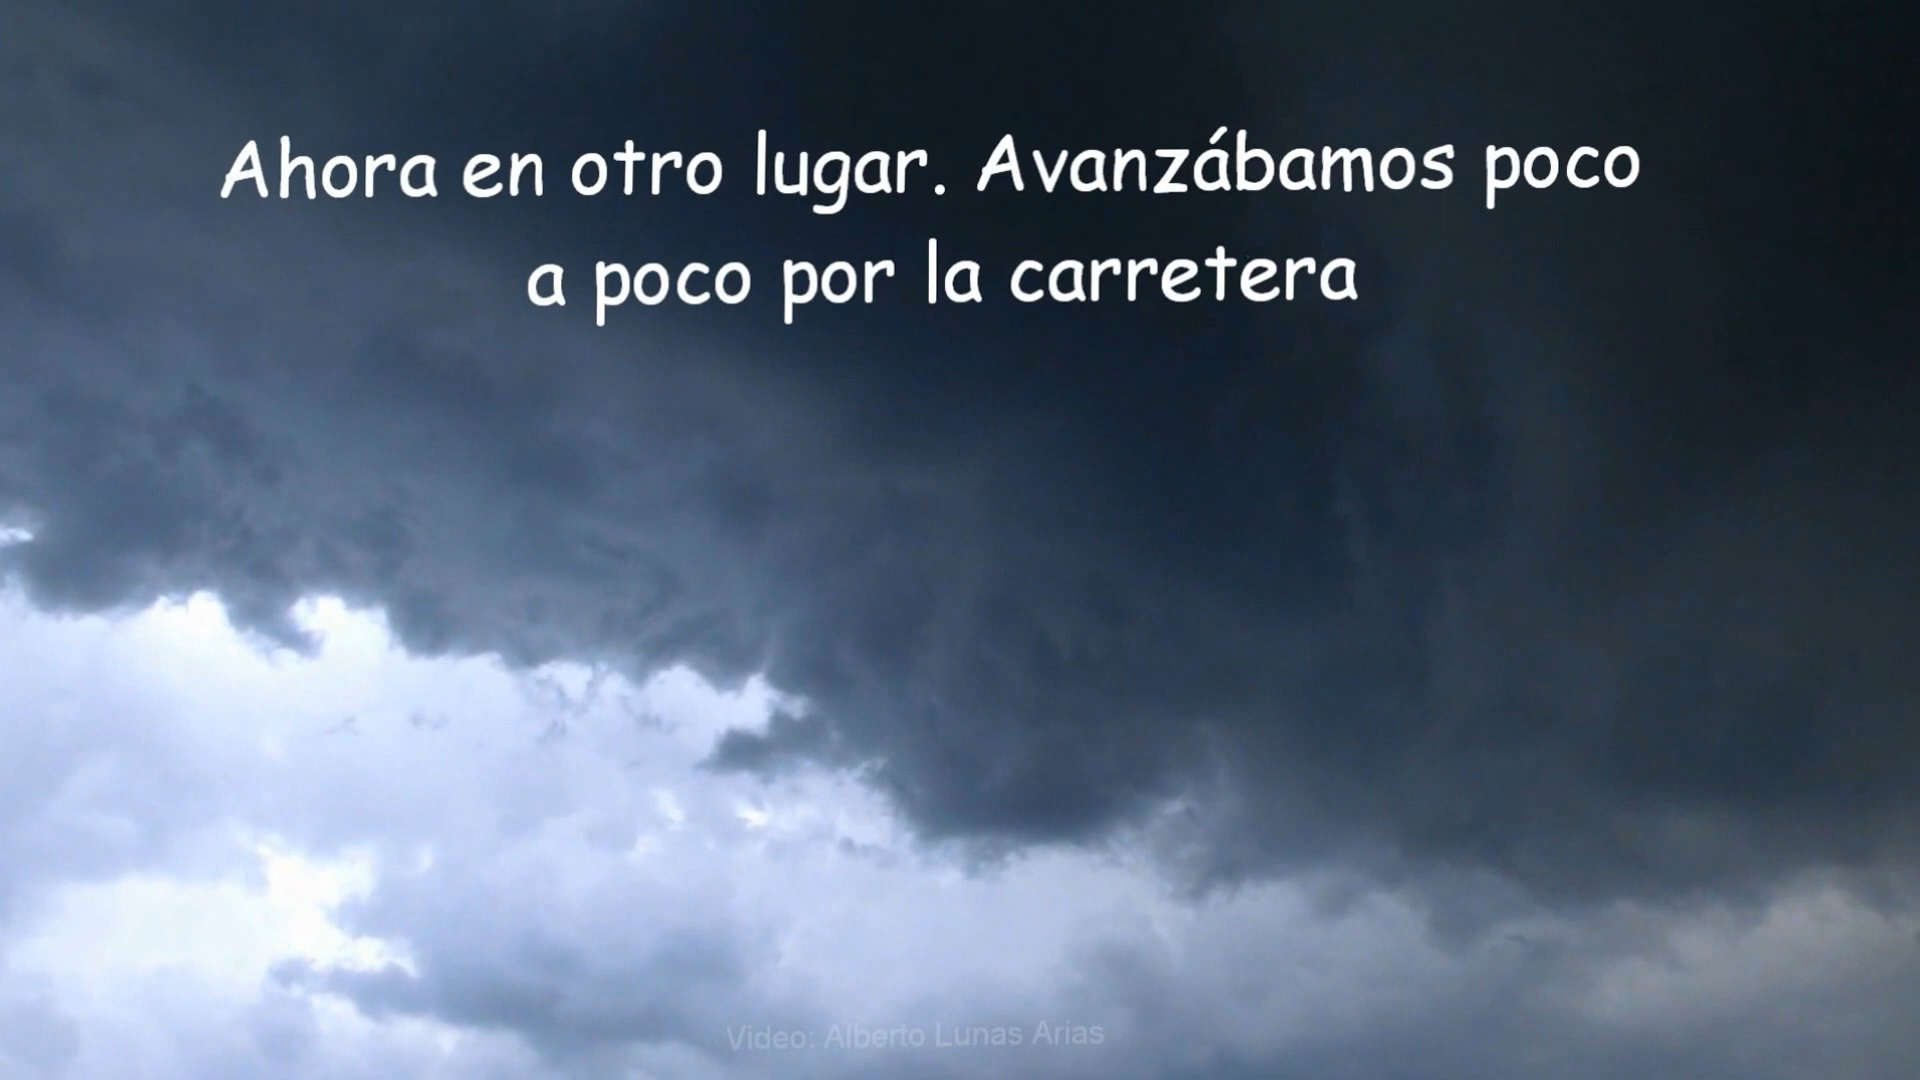 Ahora en otro lugar. Avanzábamos poco
a poco por la carretera
Video: Alberto Lunas Arias